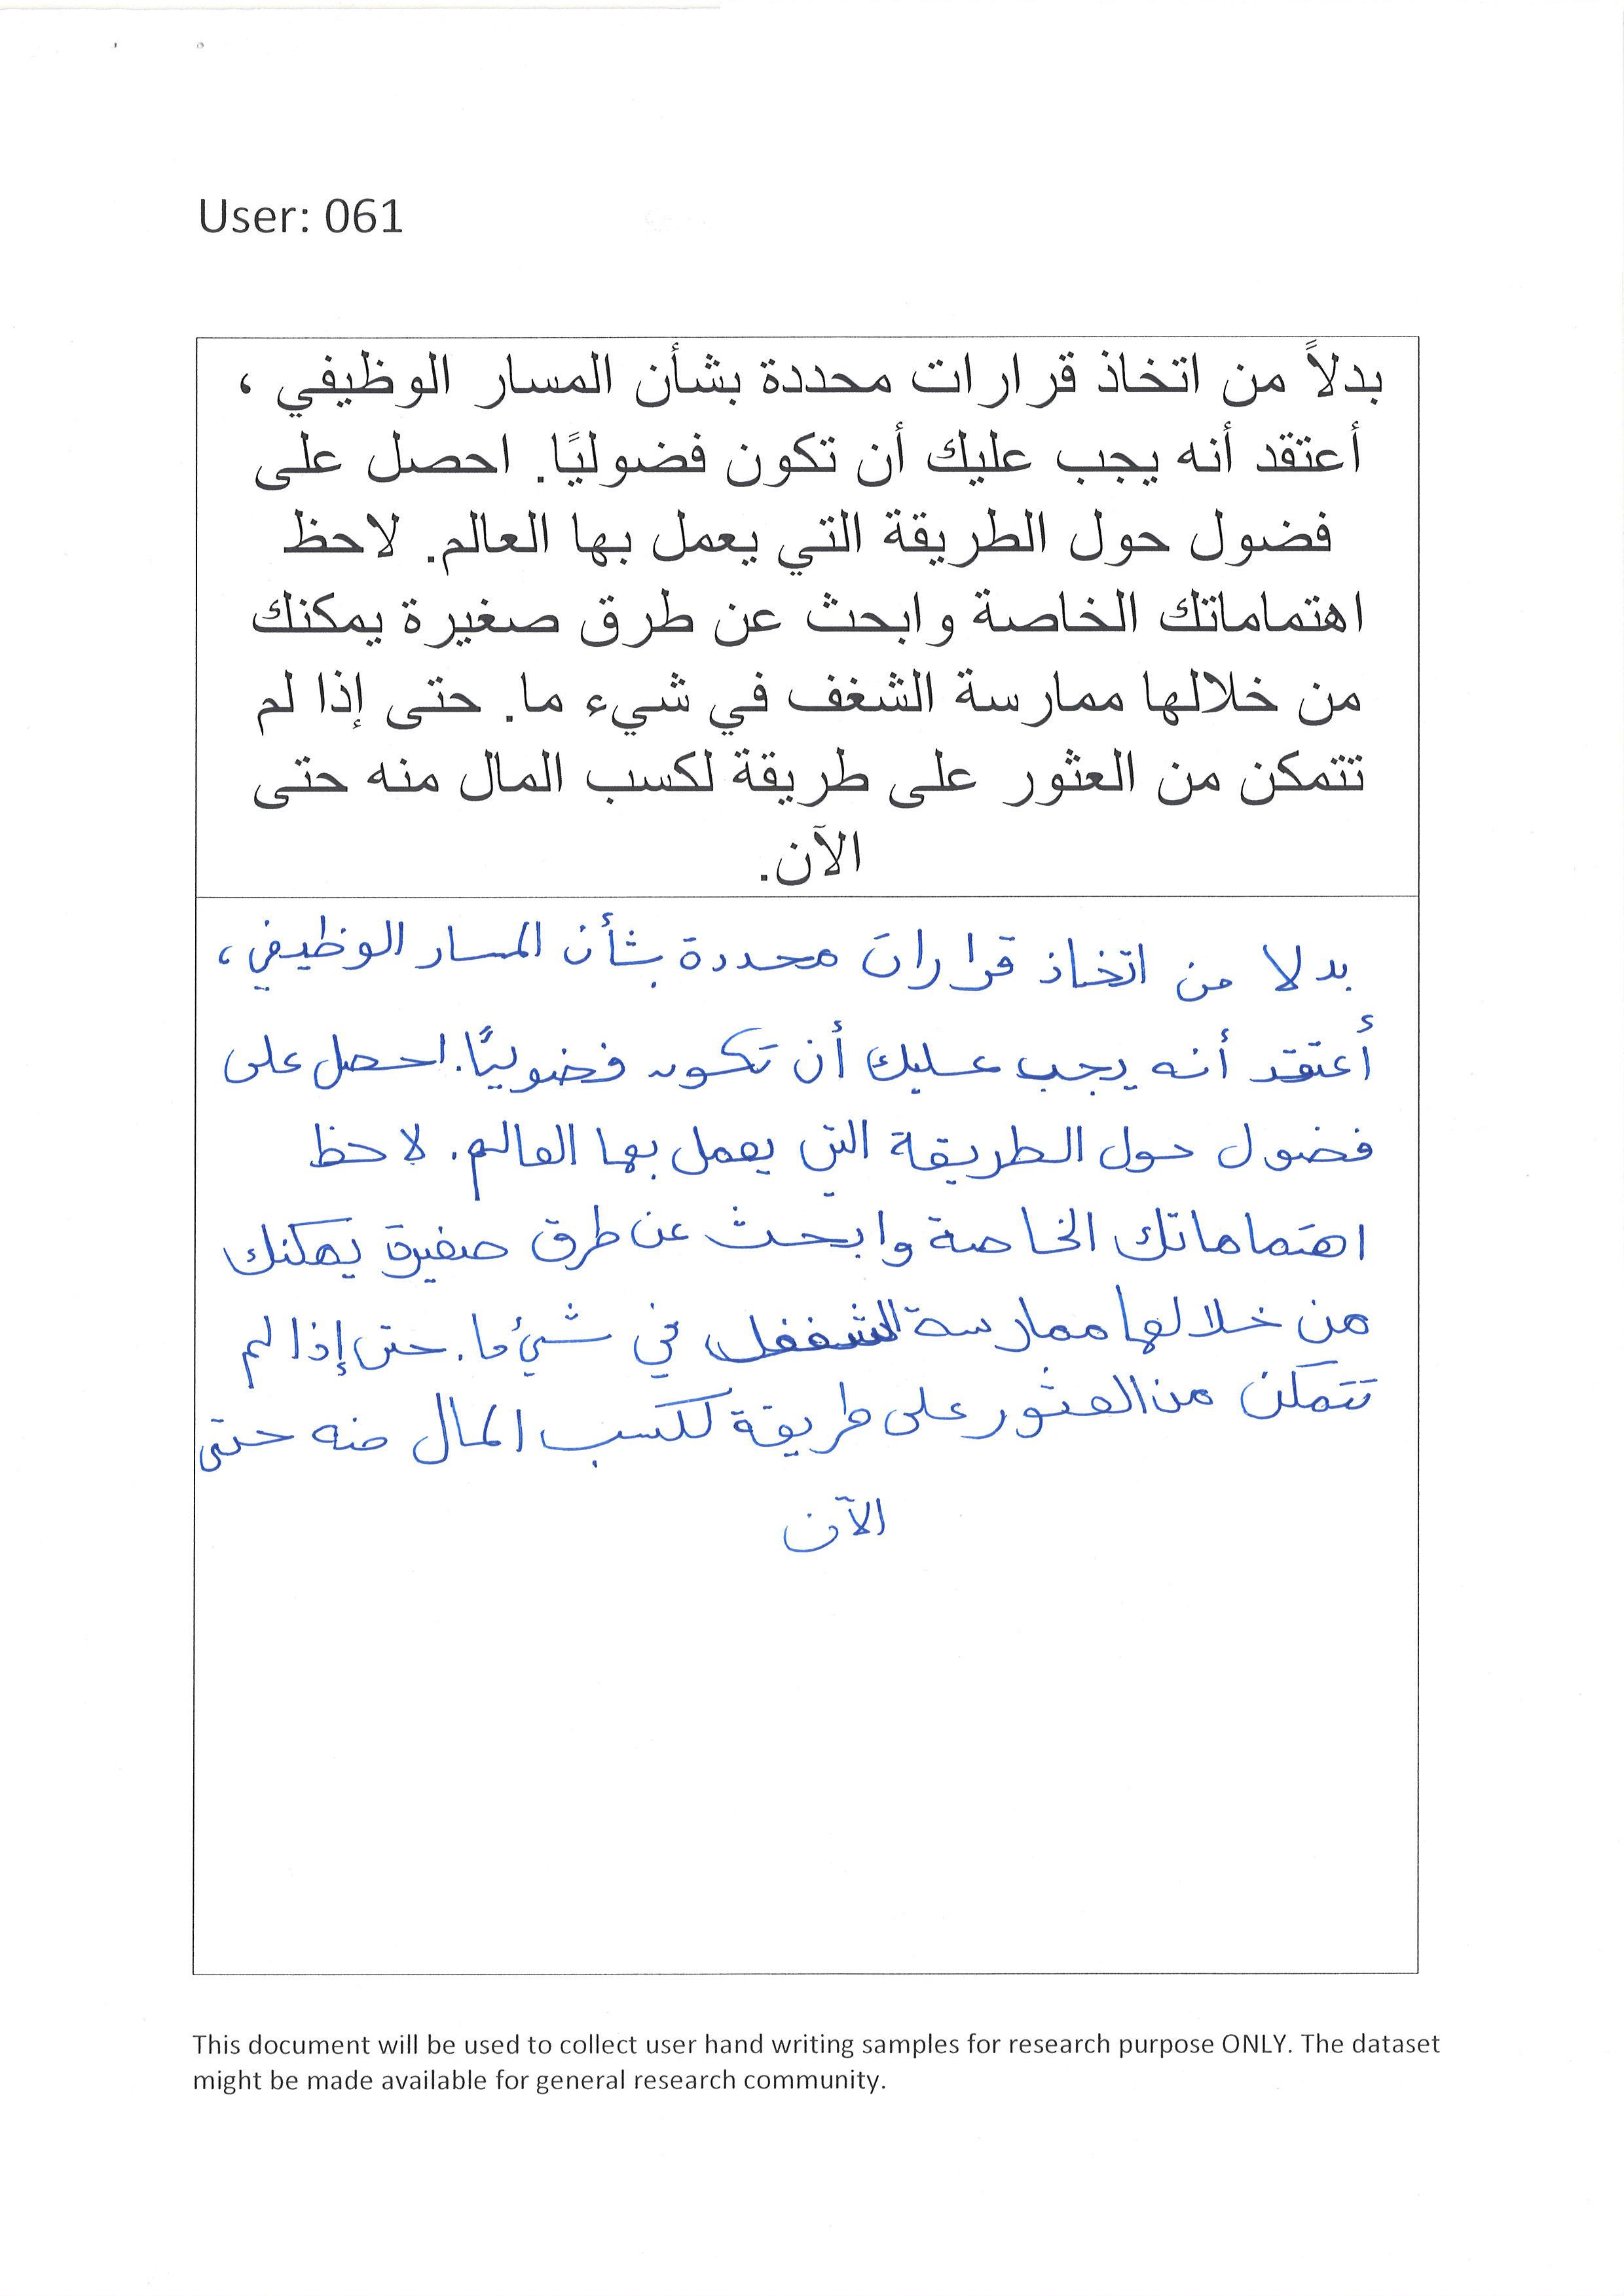 User: 061
بدلاً من اتخاذ قرارات محددة بشأن المسار الوظيفي ،
أعتقد أنه يجب عليك أن تكون فضوليًا. احصل على
فضول حول الطريقة التي يعمل بها العالم. لاحظ
اهتماماتك الخاصة وابحث عن طرق صغيرة يمكنك
من خلالها ممارسة الشغف في شيء ما. حتى إذا لم
تتمكن من العثور على طريقة لكسب المال منه حتى
الآن.
بدلا من اتخاذ قرارات محددة بشأن المسار الوظيفي ،
أعتقد أنه يجب عليك أن تكون فضوليًا. احصل على
فضول حول الطريقة التي يعمل بها العالم. لاحظ
اهتماماتك الخاصة وابحث عن طرق صغيرة يمكنك
من خلالها ممارسة في شيء ما. حتى إذا لم
تتمكن من العثور على طريقة لكسب المال منه حتى
الآن
This document will be used to collect user hand writing samples for research purpose ONLY. The dataset
might be made available for general research community.